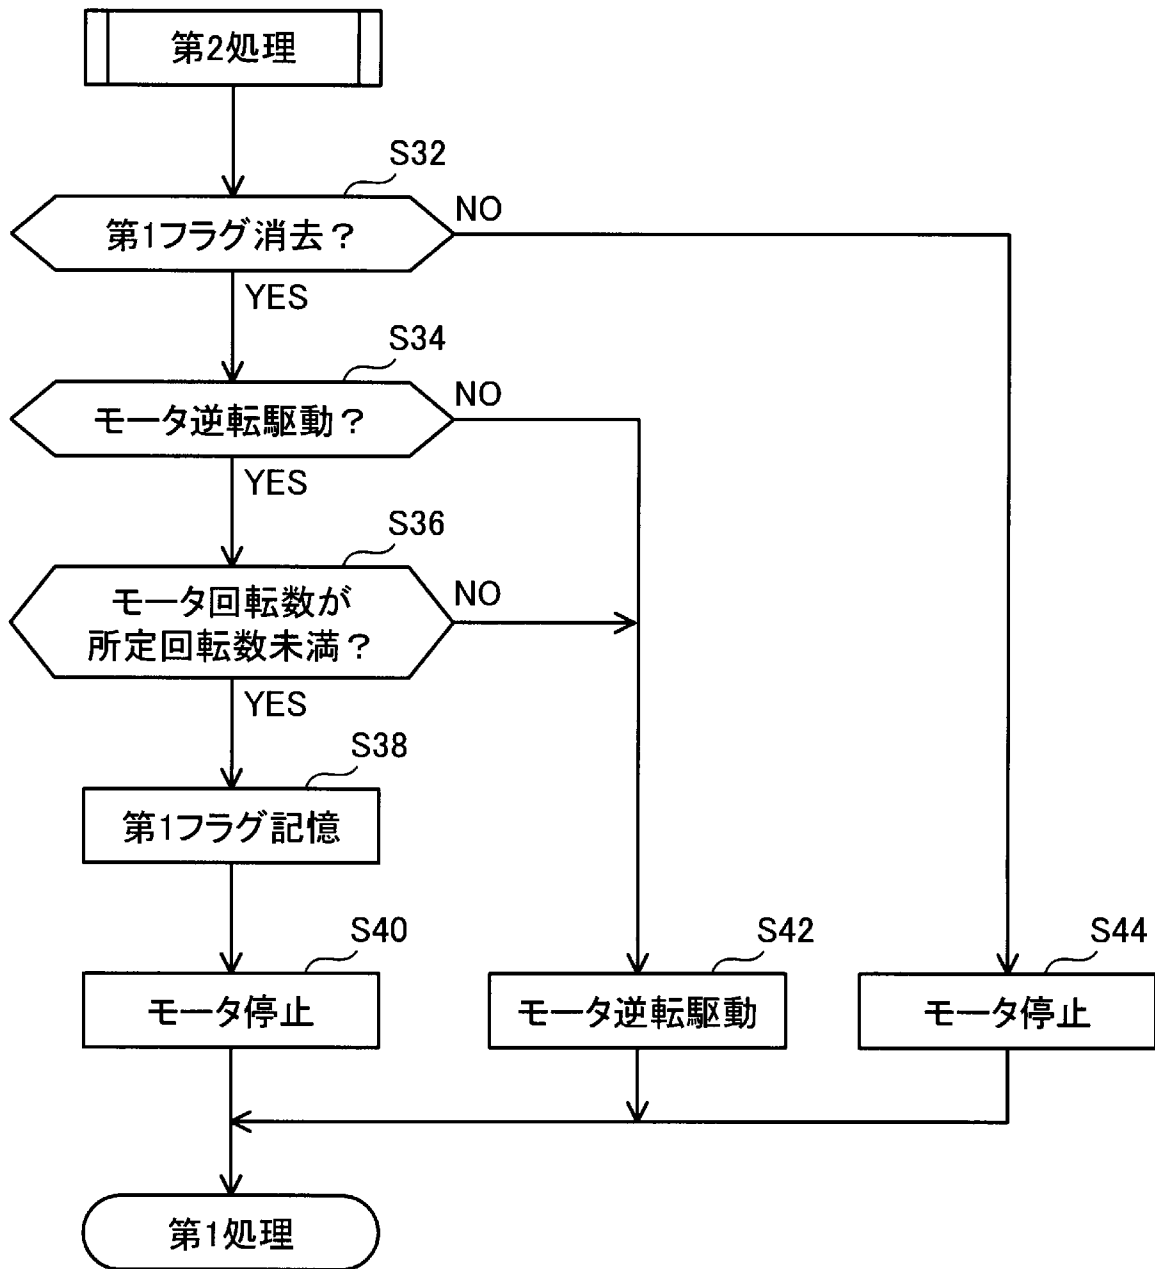 第2処理
S32
第1フラグ消去？
NO
YES
S34
モータ逆転駆動？
NO
YES
S36
モータ回転数が
所定回転数未満？
NO
YES
S38
第1フラグ記憶
S40
モータ停止
S42
モータ逆転駆動
S44
モータ停止
第1処理